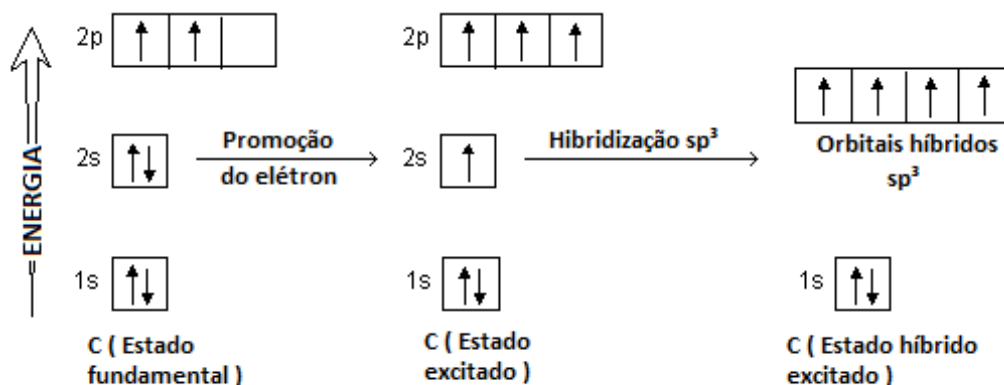 ENERGIA
2p
2s
1s
C ( Estado
fundamental )
Promoção
do elétron
2p
2s
1s
C ( Estado
excitado )
Hibridização sp³
Orbitais híbridos
sp³
1s
C ( Estado híbrido
excitado )